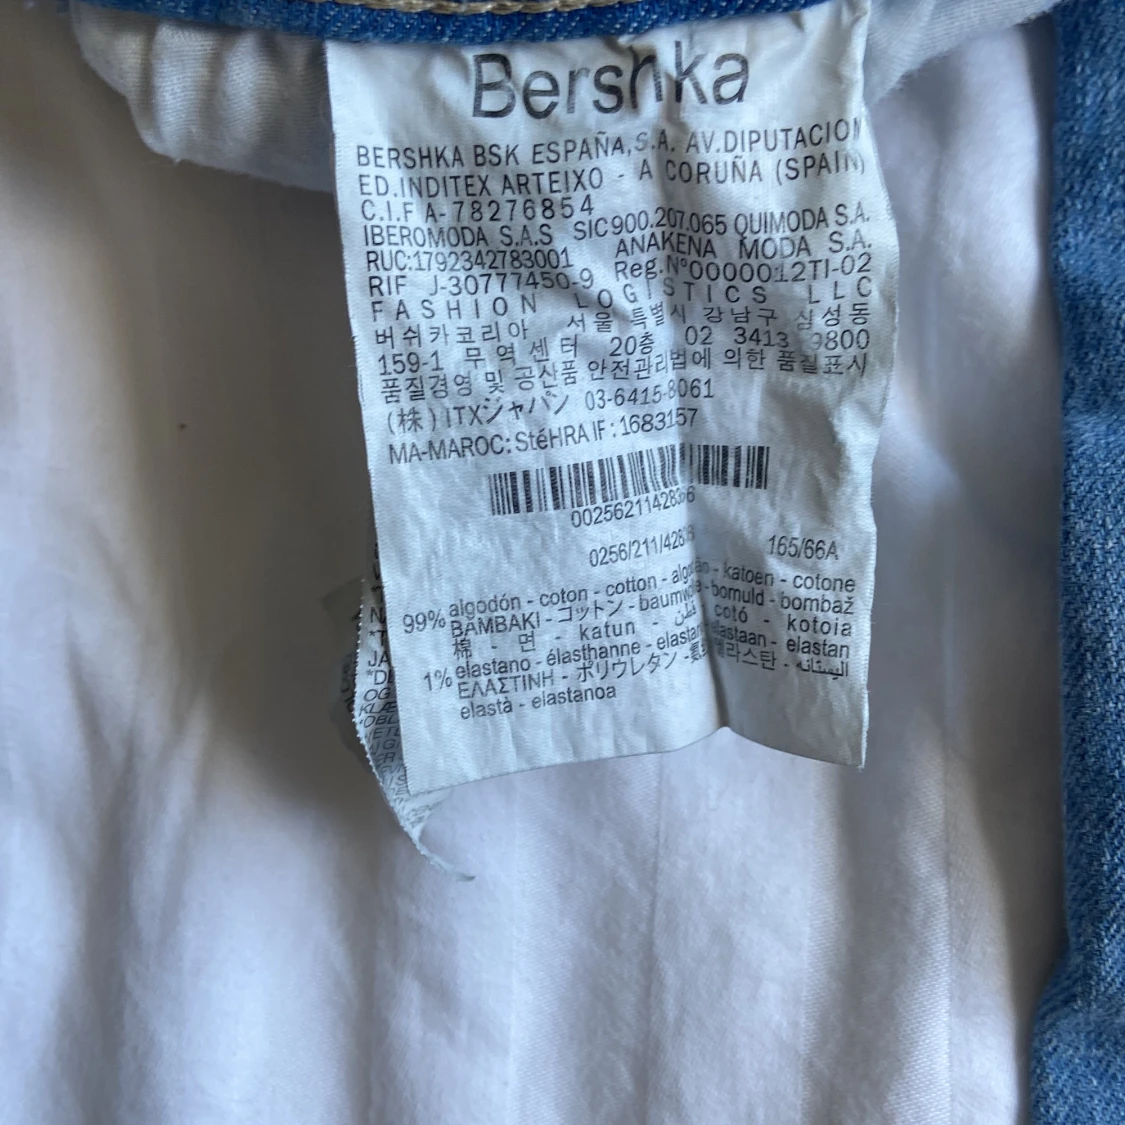 Bershka
BERSHKA BSK ESPAÑA, S.A. AV.DIPUTACION
ED.INDITEX ARTEIXO - A CORUÑA (SPAIN)
C.I.F A-78276854
IBEROMODA S.A.S SIC900.207.065 QUIMODA S.A.
RUC:1792342783001 ANAKENA MODA S.A.
RIF J-30777450-9 Reg.Nº0000012TI-02
FASHION LOGISTICS LLC
버쉬카코리아 서울 특별시 강남구 삼성동
159-1 무역센터 20층 02 3413 9800
품질경영 및 공산품 안전관리법에 의한 품질표시
(株)ITXジャパン 03-6415-8061
MA-MAROC: StéHRA IF : 1683157
0256/211/428
165/66A
99% algodón - coton - cotton - algodão - katoen - cotone
BAMBAKI - コットン - baumwolle - bomuld - bombaž
棉 - 면 - katun - قطن - cotó - kotoia
1% elastano - élasthanne - elastan - elastaan - elastan
ΕΛΑΣΤΙΝΗ - ポリウレタン - 엘라스탄 - اليستانه
elastà - elastanoa